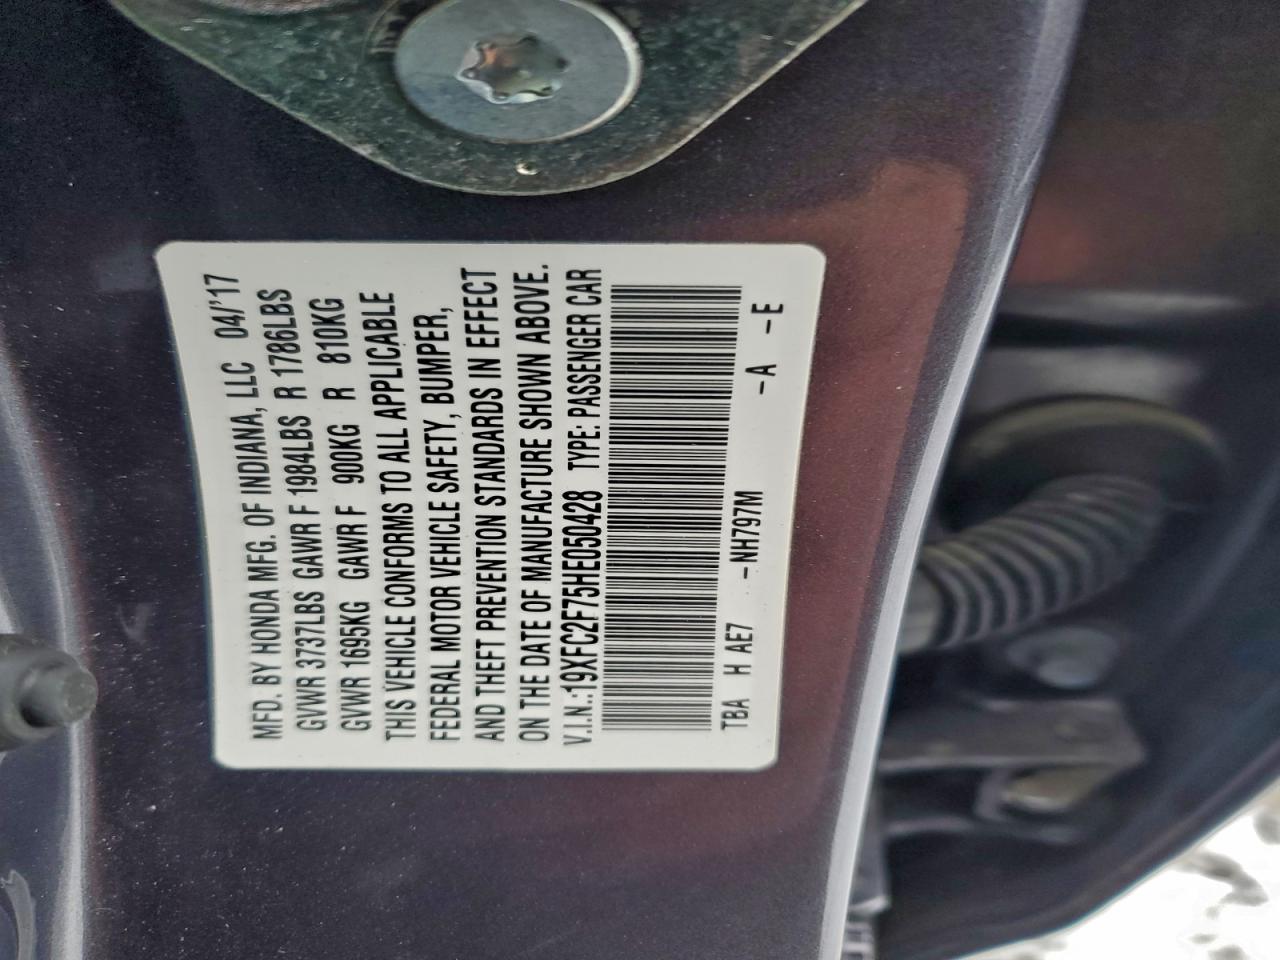 MFD. BY HONDA MFG. OF INDIANA, LLC 04/'17
GVWR 3737LBS GAWR F 1984LBS R 1786LBS
GVWR 1695KG GAWR F 900KG R 810KG
THIS VEHICLE CONFORMS TO ALL APPLICABLE
FEDERAL MOTOR VEHICLE SAFETY, BUMPER,
AND THEFT PREVENTION STANDARDS IN EFFECT
ON THE DATE OF MANUFACTURE SHOWN ABOVE.
V.I.N.:19XFC2F75HE050428 TYPE: PASSENGER CAR
TBA H AE7 -NH797M -A -E